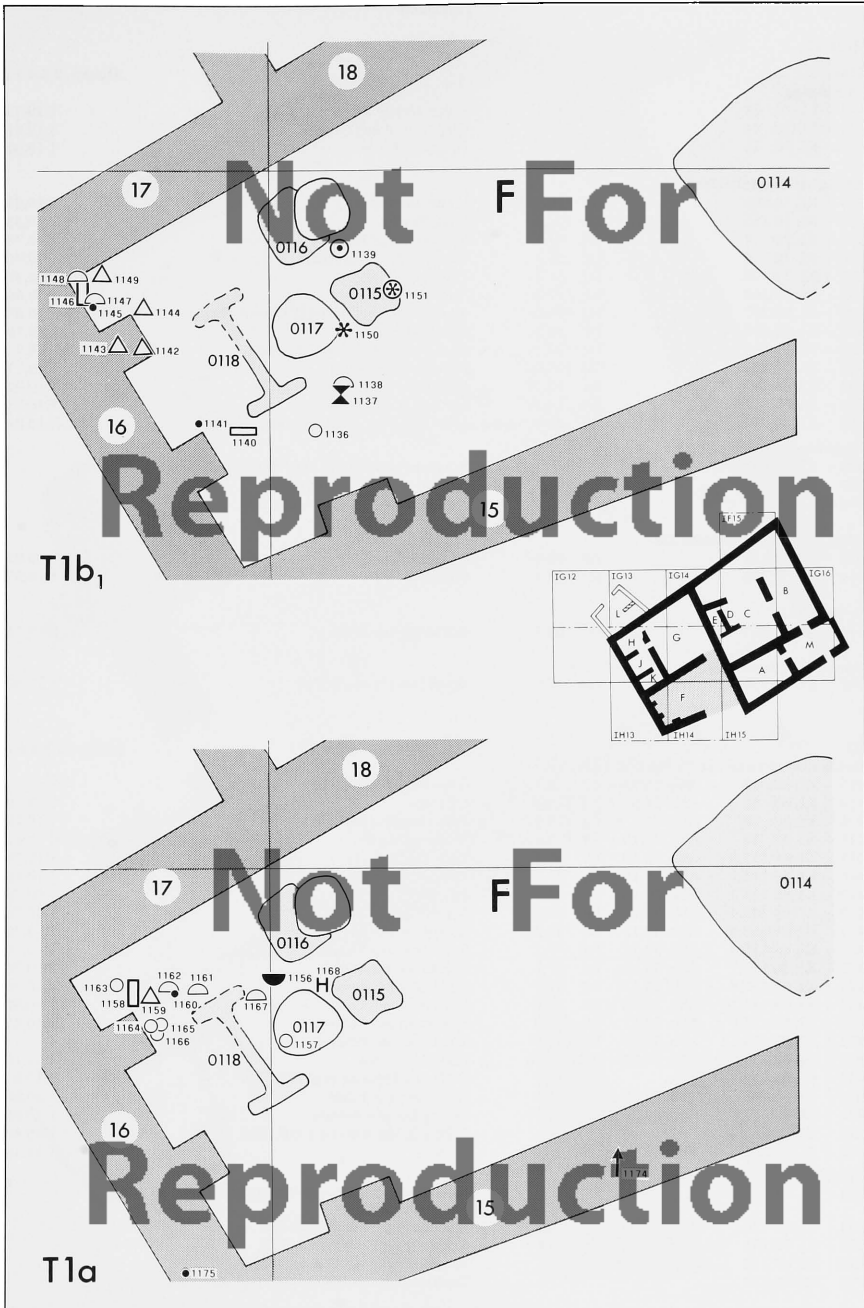 18
17
0114
Not For
F
0116
1139
1148
1149
0115
1151
1146
1147
1145
1144
0117
1150
1143
1142
0118
1138
1137
16
1141
1140
1136
Reproduction
15
T1b1
IF15
IG12
IG13
IG14
IG16
B
L
D
C
E
H
G
M
J
A
K
F
IH13
IH14
IH15
18
17
Not For
F
0114
0116
1163
1162
1161
1156
1168
1158
1159
1160
1167
0115
1164
1165
0117
1166
1157
0118
16
Reproduction
1174
15
T1a
1175